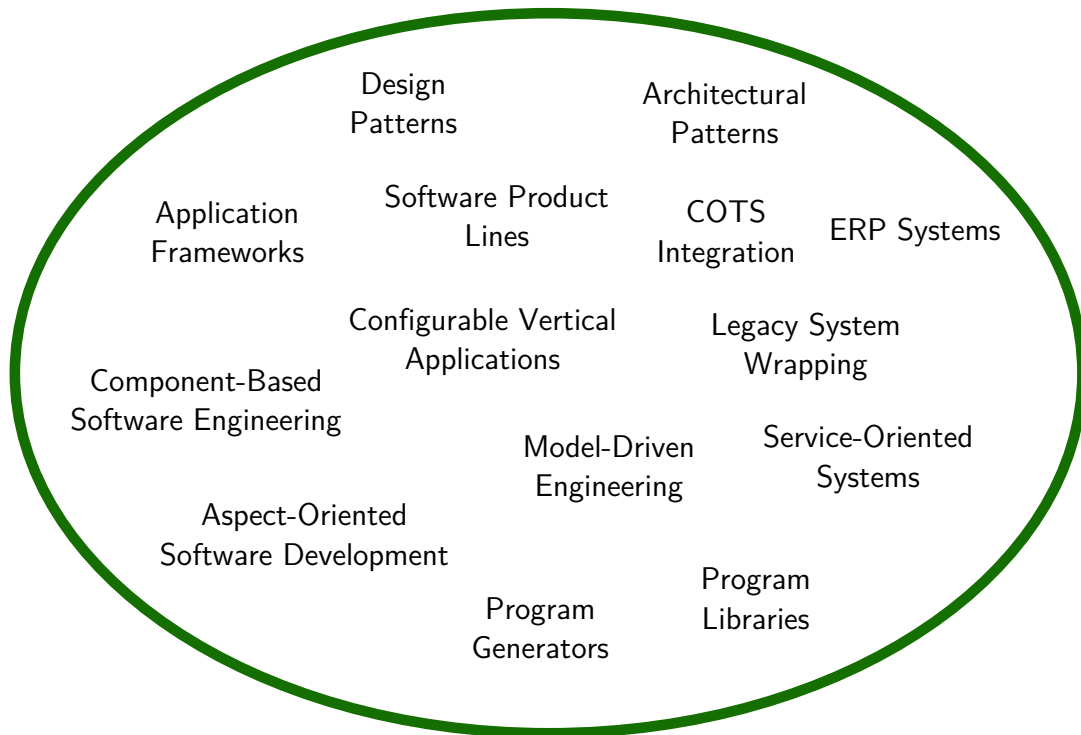 Design
Patterns
Architectural
Patterns
Application
Frameworks
Software Product
Lines
COTS
Integration
ERP Systems
Configurable Vertical
Applications
Legacy System
Wrapping
Component-Based
Software Engineering
Model-Driven
Engineering
Service-Oriented
Systems
Aspect-Oriented
Software Development
Program
Generators
Program
Libraries